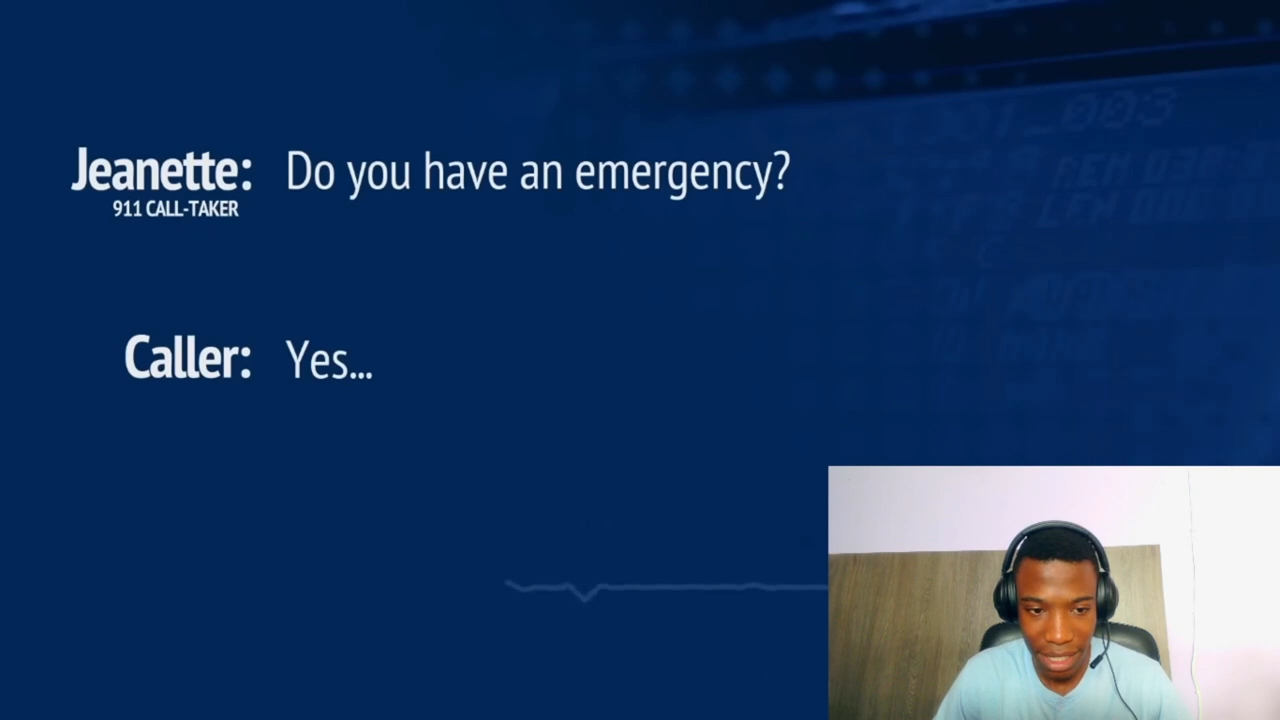 Jeanette: Do you have an emergency?
911 CALL-TAKER
Caller: Yes...